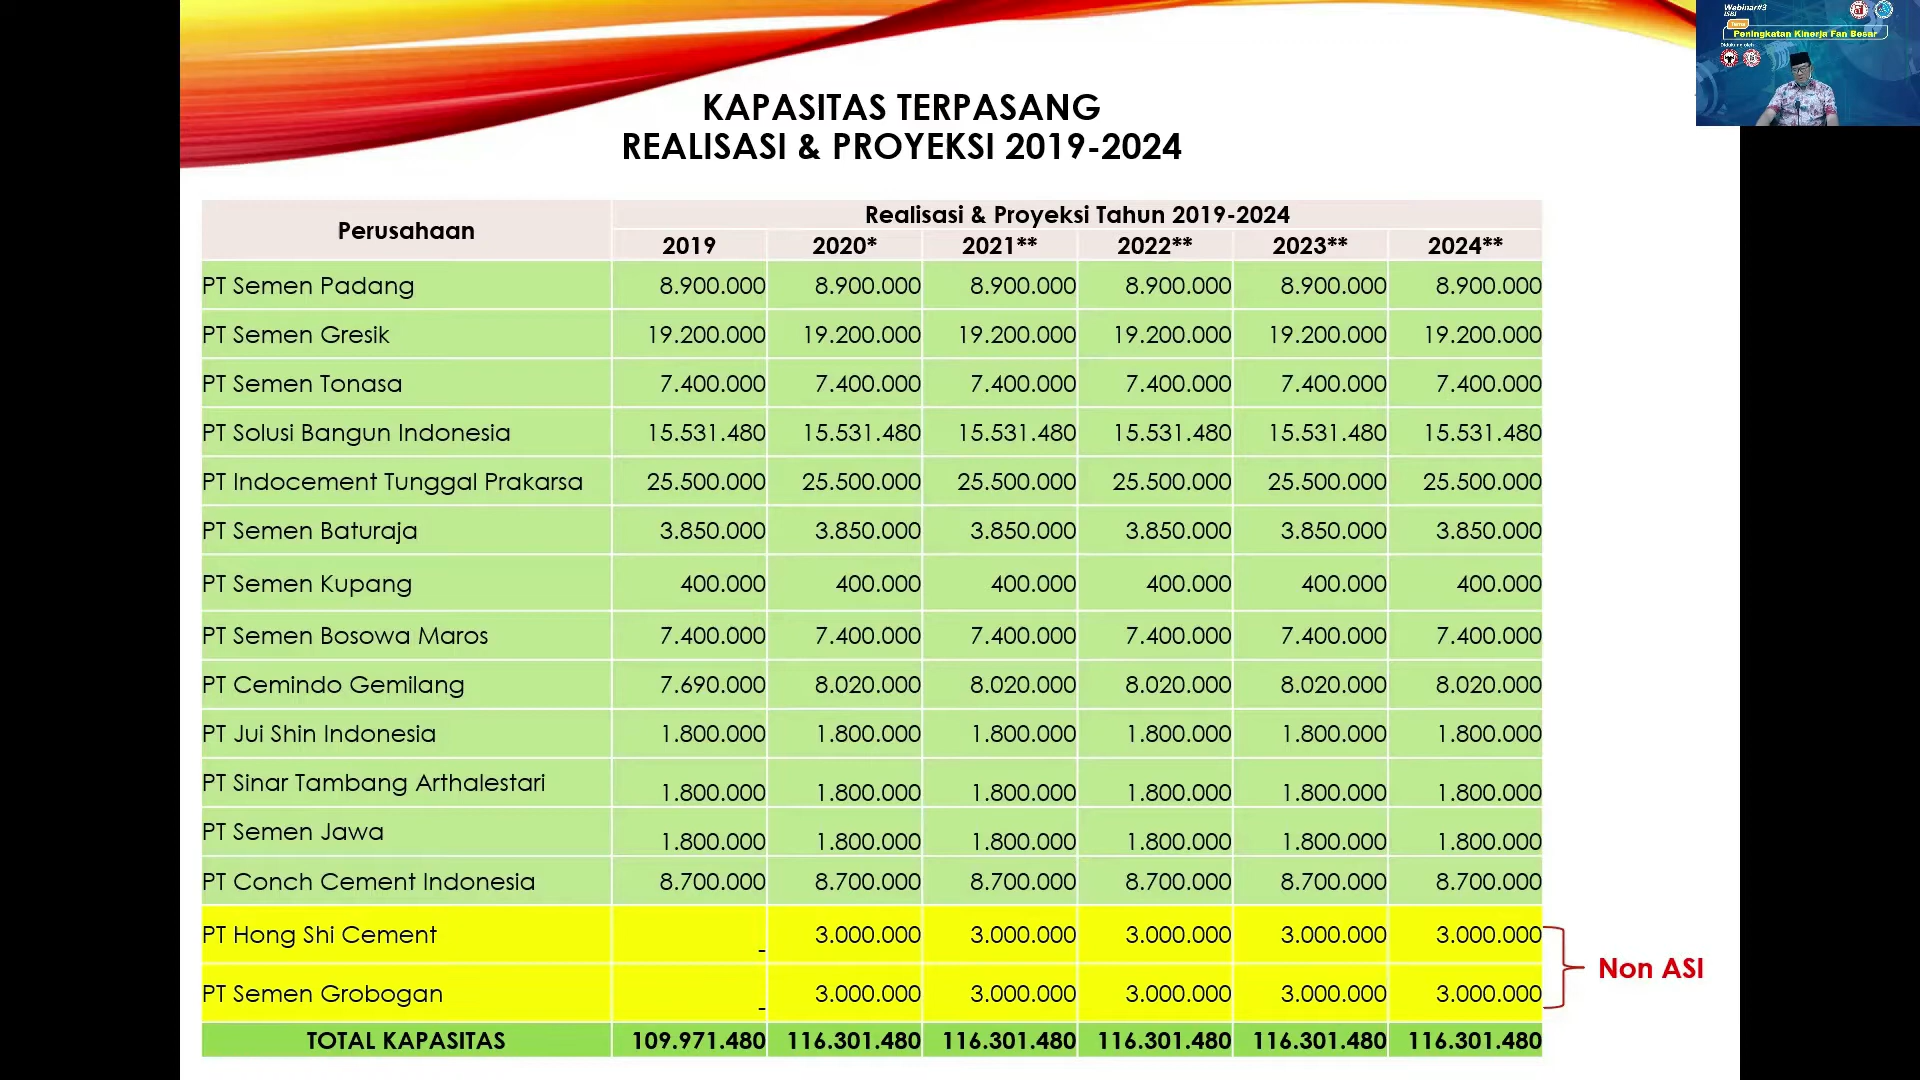 Webinar#3
ISBI
Tema
Peningkatan Kinerja Fan Besar
KAPASITAS TERPASANG
REALISASI & PROYEKSI 2019-2024
Perusahaan
Realisasi & Proyeksi Tahun 2019-2024
2019 2020* 2021** 2022** 2023** 2024**
PT Semen Padang 8.900.000 8.900.000 8.900.000 8.900.000 8.900.000 8.900.000
PT Semen Gresik 19.200.000 19.200.000 19.200.000 19.200.000 19.200.000 19.200.000
PT Semen Tonasa 7.400.000 7.400.000 7.400.000 7.400.000 7.400.000 7.400.000
PT Solusi Bangun Indonesia 15.531.480 15.531.480 15.531.480 15.531.480 15.531.480 15.531.480
PT Indocement Tunggal Prakarsa 25.500.000 25.500.000 25.500.000 25.500.000 25.500.000 25.500.000
PT Semen Baturaja 3.850.000 3.850.000 3.850.000 3.850.000 3.850.000 3.850.000
PT Semen Kupang 400.000 400.000 400.000 400.000 400.000 400.000
PT Semen Bosowa Maros 7.400.000 7.400.000 7.400.000 7.400.000 7.400.000 7.400.000
PT Cemindo Gemilang 7.690.000 8.020.000 8.020.000 8.020.000 8.020.000 8.020.000
PT Jui Shin Indonesia 1.800.000 1.800.000 1.800.000 1.800.000 1.800.000 1.800.000
PT Sinar Tambang Arthalestari 1.800.000 1.800.000 1.800.000 1.800.000 1.800.000 1.800.000
PT Semen Jawa 1.800.000 1.800.000 1.800.000 1.800.000 1.800.000 1.800.000
PT Conch Cement Indonesia 8.700.000 8.700.000 8.700.000 8.700.000 8.700.000 8.700.000
PT Hong Shi Cement - 3.000.000 3.000.000 3.000.000 3.000.000 3.000.000
PT Semen Grobogan - 3.000.000 3.000.000 3.000.000 3.000.000 3.000.000
Non ASI
TOTAL KAPASITAS 109.971.480 116.301.480 116.301.480 116.301.480 116.301.480 116.301.480